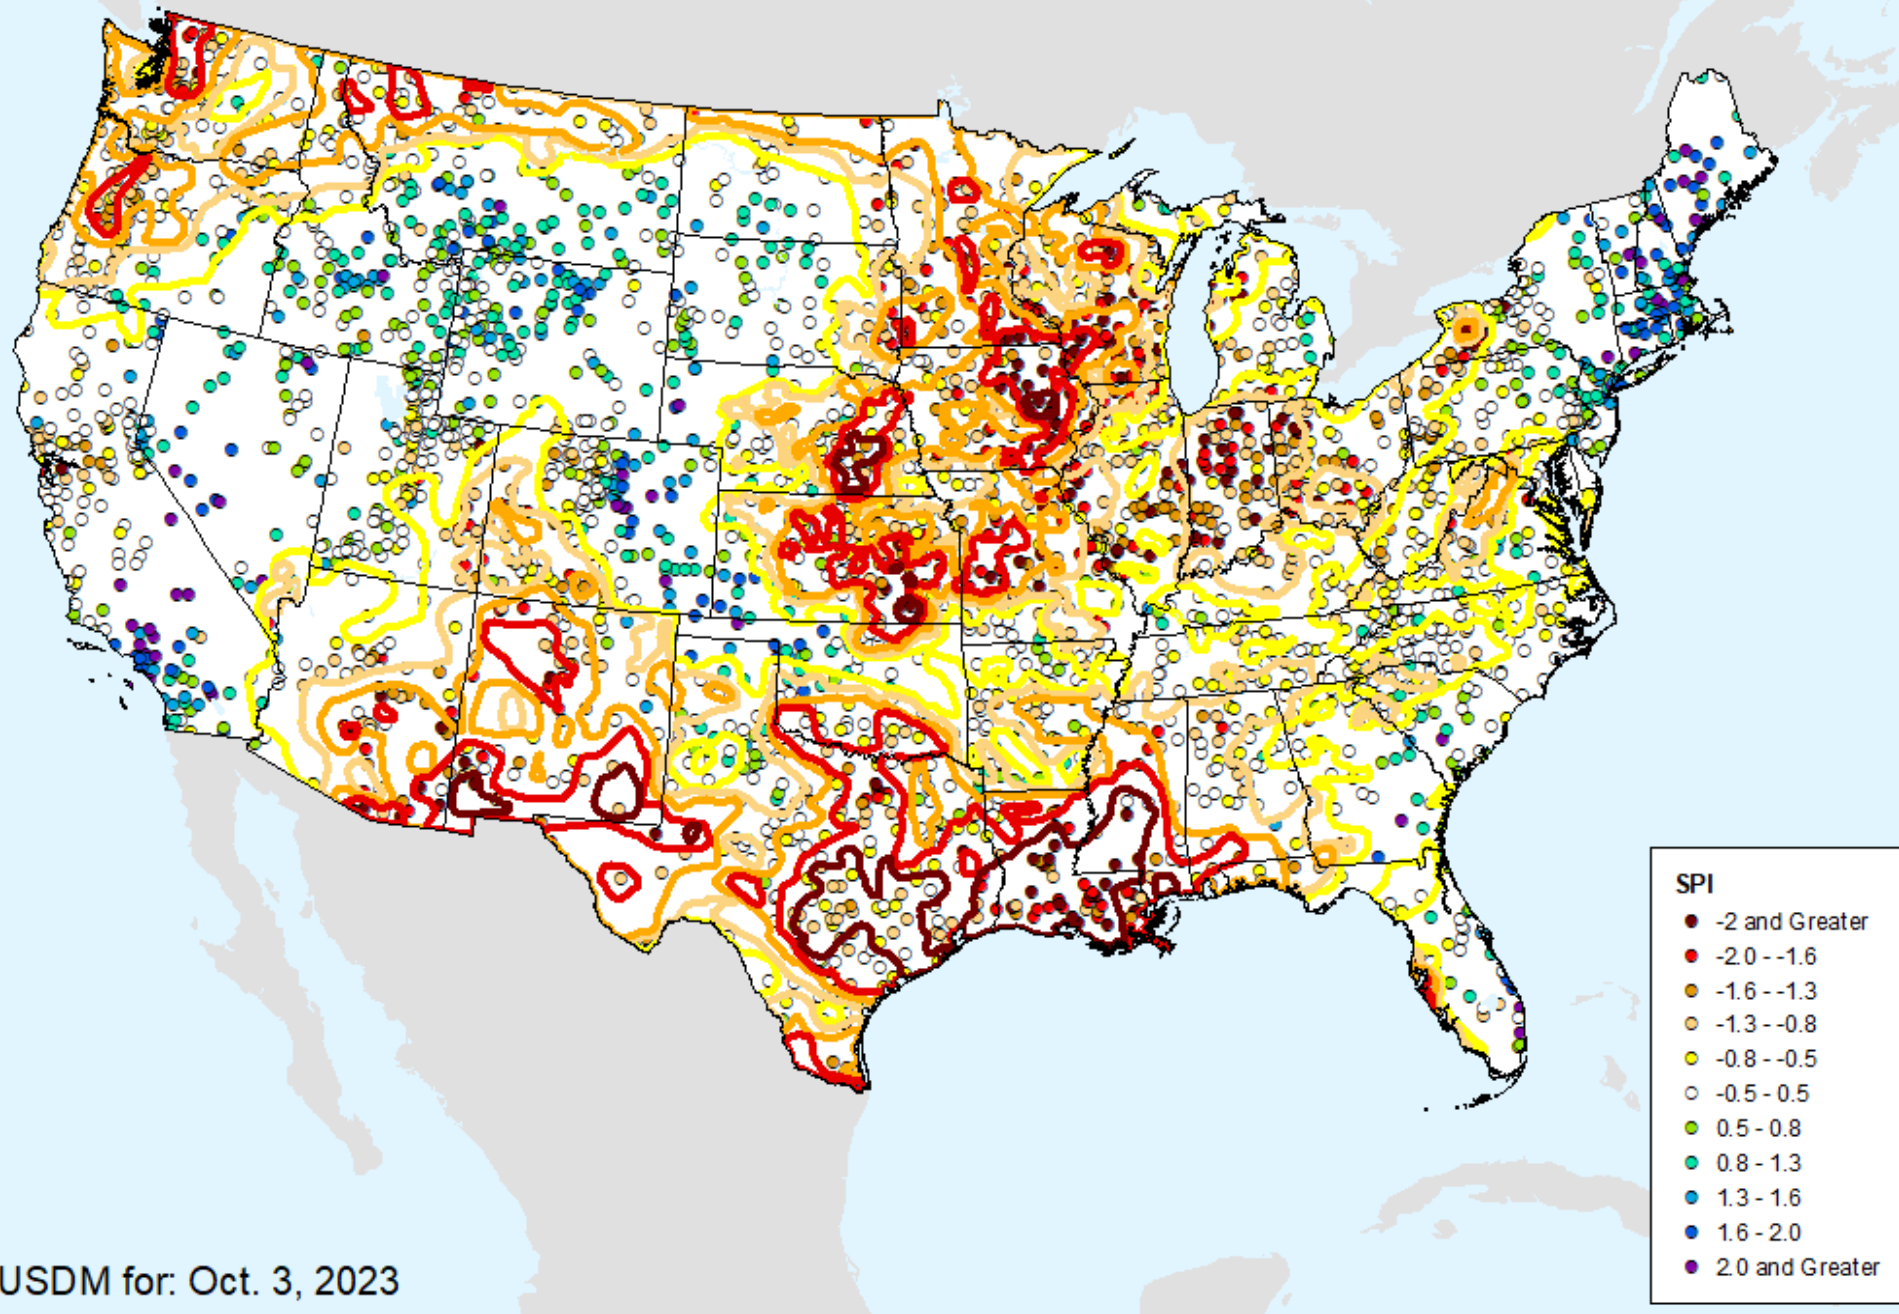 SPI
-2 and Greater
-2.0 - -1.6
-1.6 - -1.3
-1.3 - -0.8
-0.8 - -0.5
-0.5 - 0.5
0.5 - 0.8
0.8 - 1.3
1.3 - 1.6
1.6 - 2.0
2.0 and Greater
USDM for: Oct. 3, 2023